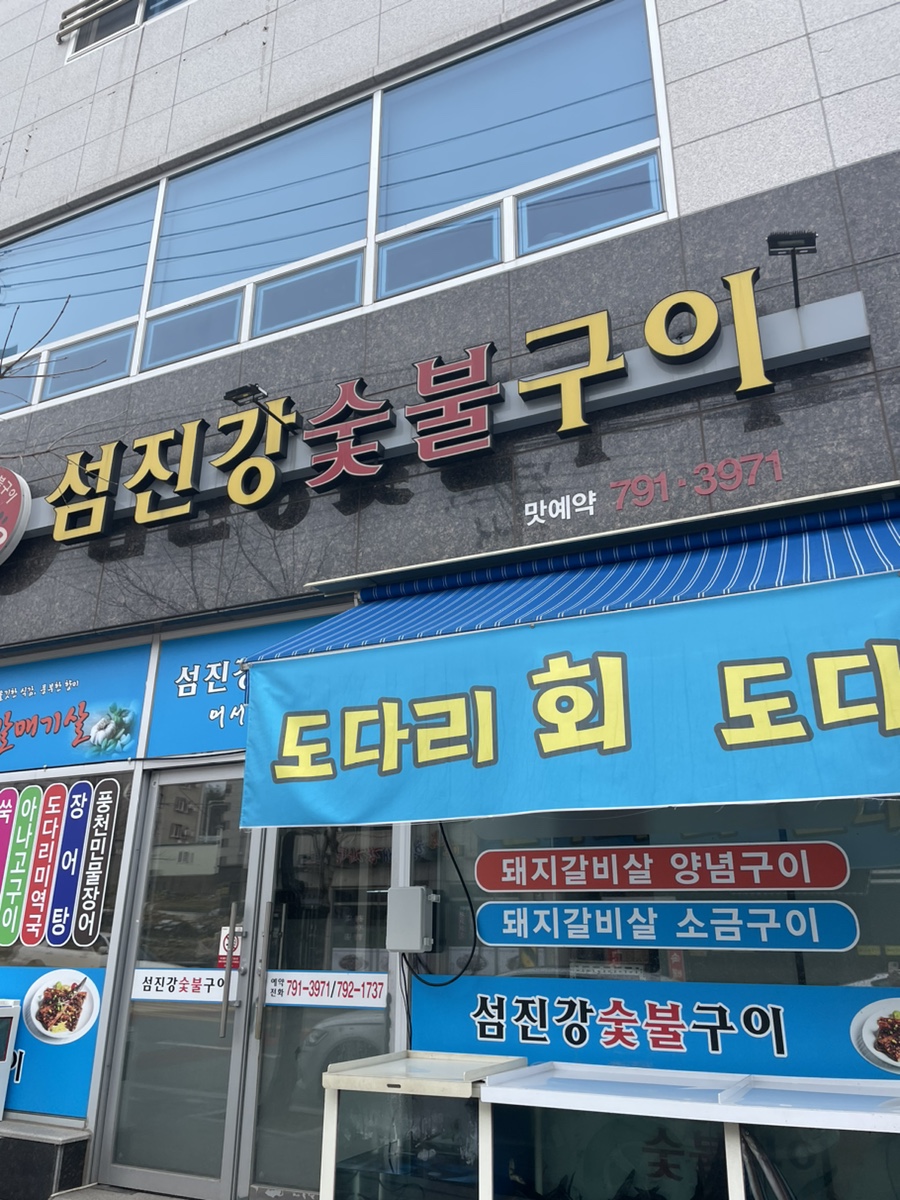 섬진강숯불구이
맛예약 791·3971
섬진강
도다리 회 도다
갈매기살
아나고구이
도다리미역국
장어탕
풍천민물장어
돼지갈비살 양념구이
돼지갈비살 소금구이
섬진강숯불구이
예약전화 791-3971/792-1737
섬진강숯불구이